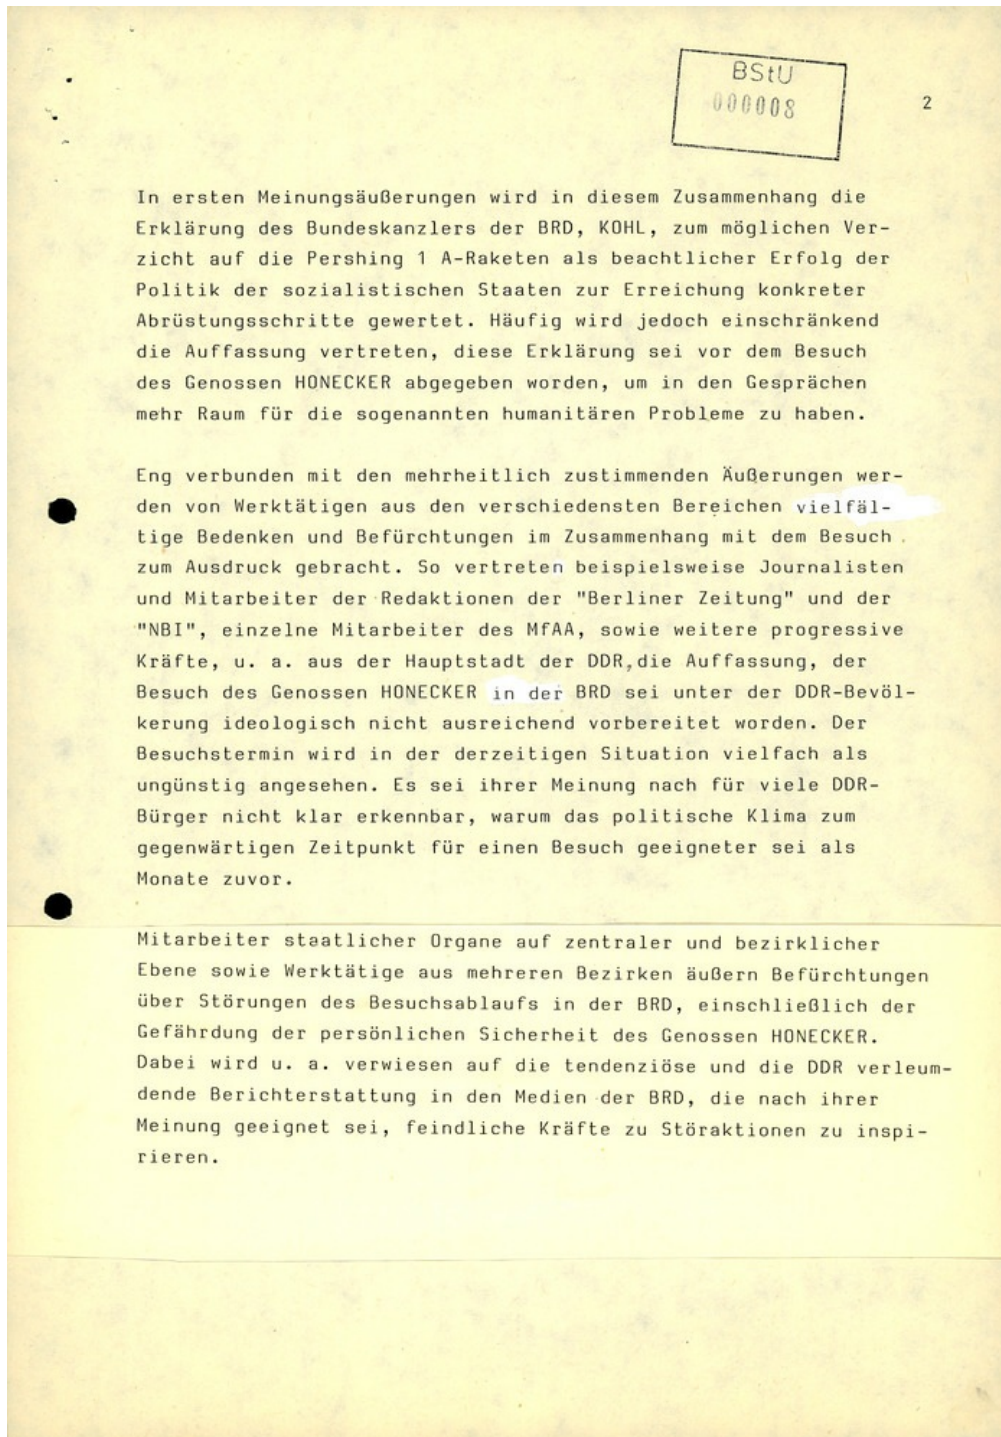 BStU
000008
2
In ersten Meinungsäußerungen wird in diesem Zusammenhang die
Erklärung des Bundeskanzlers der BRD, KOHL, zum möglichen Ver-
zicht auf die Pershing 1 A-Raketen als beachtlicher Erfolg der
Politik der sozialistischen Staaten zur Erreichung konkreter
Abrüstungsschritte gewertet. Häufig wird jedoch einschränkend
die Auffassung vertreten, diese Erklärung sei vor dem Besuch
des Genossen HONECKER abgegeben worden, um in den Gesprächen
mehr Raum für die sogenannten humanitären Probleme zu haben.
Eng verbunden mit den mehrheitlich zustimmenden Äußerungen wer-
den von Werktätigen aus den verschiedensten Bereichen vielfäl-
tige Bedenken und Befürchtungen im Zusammenhang mit dem Besuch
zum Ausdruck gebracht. So vertreten beispielsweise Journalisten
und Mitarbeiter der Redaktionen der "Berliner Zeitung" und der
"NBI", einzelne Mitarbeiter des MfAA, sowie weitere progressive
Kräfte, u. a. aus der Hauptstadt der DDR, die Auffassung, der
Besuch des Genossen HONECKER in der BRD sei unter der DDR-Bevöl-
kerung ideologisch nicht ausreichend vorbereitet worden. Der
Besuchstermin wird in der derzeitigen Situation vielfach als
ungünstig angesehen. Es sei ihrer Meinung nach für viele DDR-
Bürger nicht klar erkennbar, warum das politische Klima zum
gegenwärtigen Zeitpunkt für einen Besuch geeigneter sei als
Monate zuvor.
Mitarbeiter staatlicher Organe auf zentraler und bezirklicher
Ebene sowie Werktätige aus mehreren Bezirken äußern Befürchtungen
über Störungen des Besuchsablaufs in der BRD, einschließlich der
Gefährdung der persönlichen Sicherheit des Genossen HONECKER.
Dabei wird u. a. verwiesen auf die tendenziöse und die DDR verleum-
dende Berichterstattung in den Medien der BRD, die nach ihrer
Meinung geeignet sei, feindliche Kräfte zu Störaktionen zu inspi-
rieren.